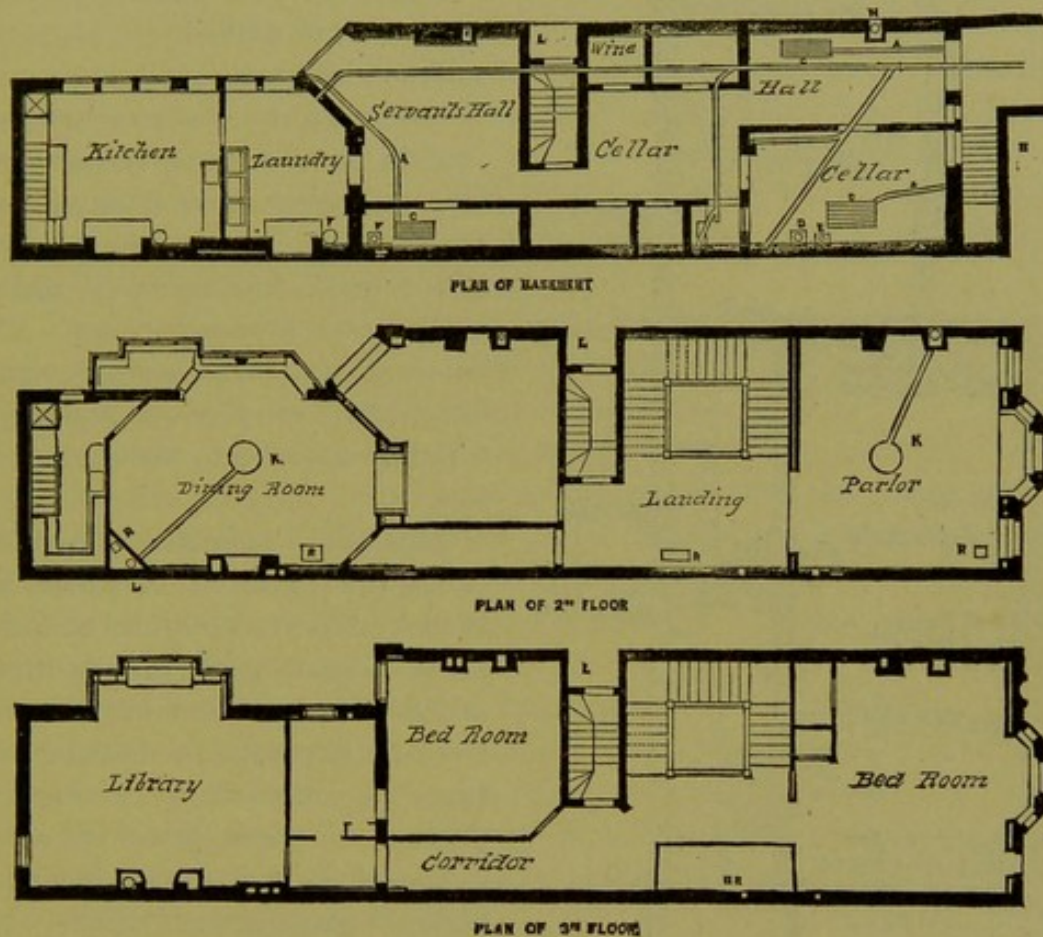 H
L
Wine
A
C
Hall
Servants Hall
Kitchen
Laundry
A
Cellar
Cellar
C
A
F
F
C
D
E
PLAN OF BASEMENT
L
K
K
Dining Room
Landing
Parlor
R
R
R
R
L
PLAN OF 2ND FLOOR
L
Bed Room
Library
Bed Room
Corridor
PLAN OF 3RD FLOOR